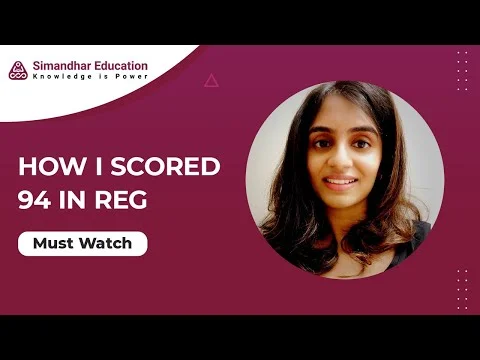 Simandhar Education
Knowledge is Power
HOW I SCORED
94 IN REG
Must Watch